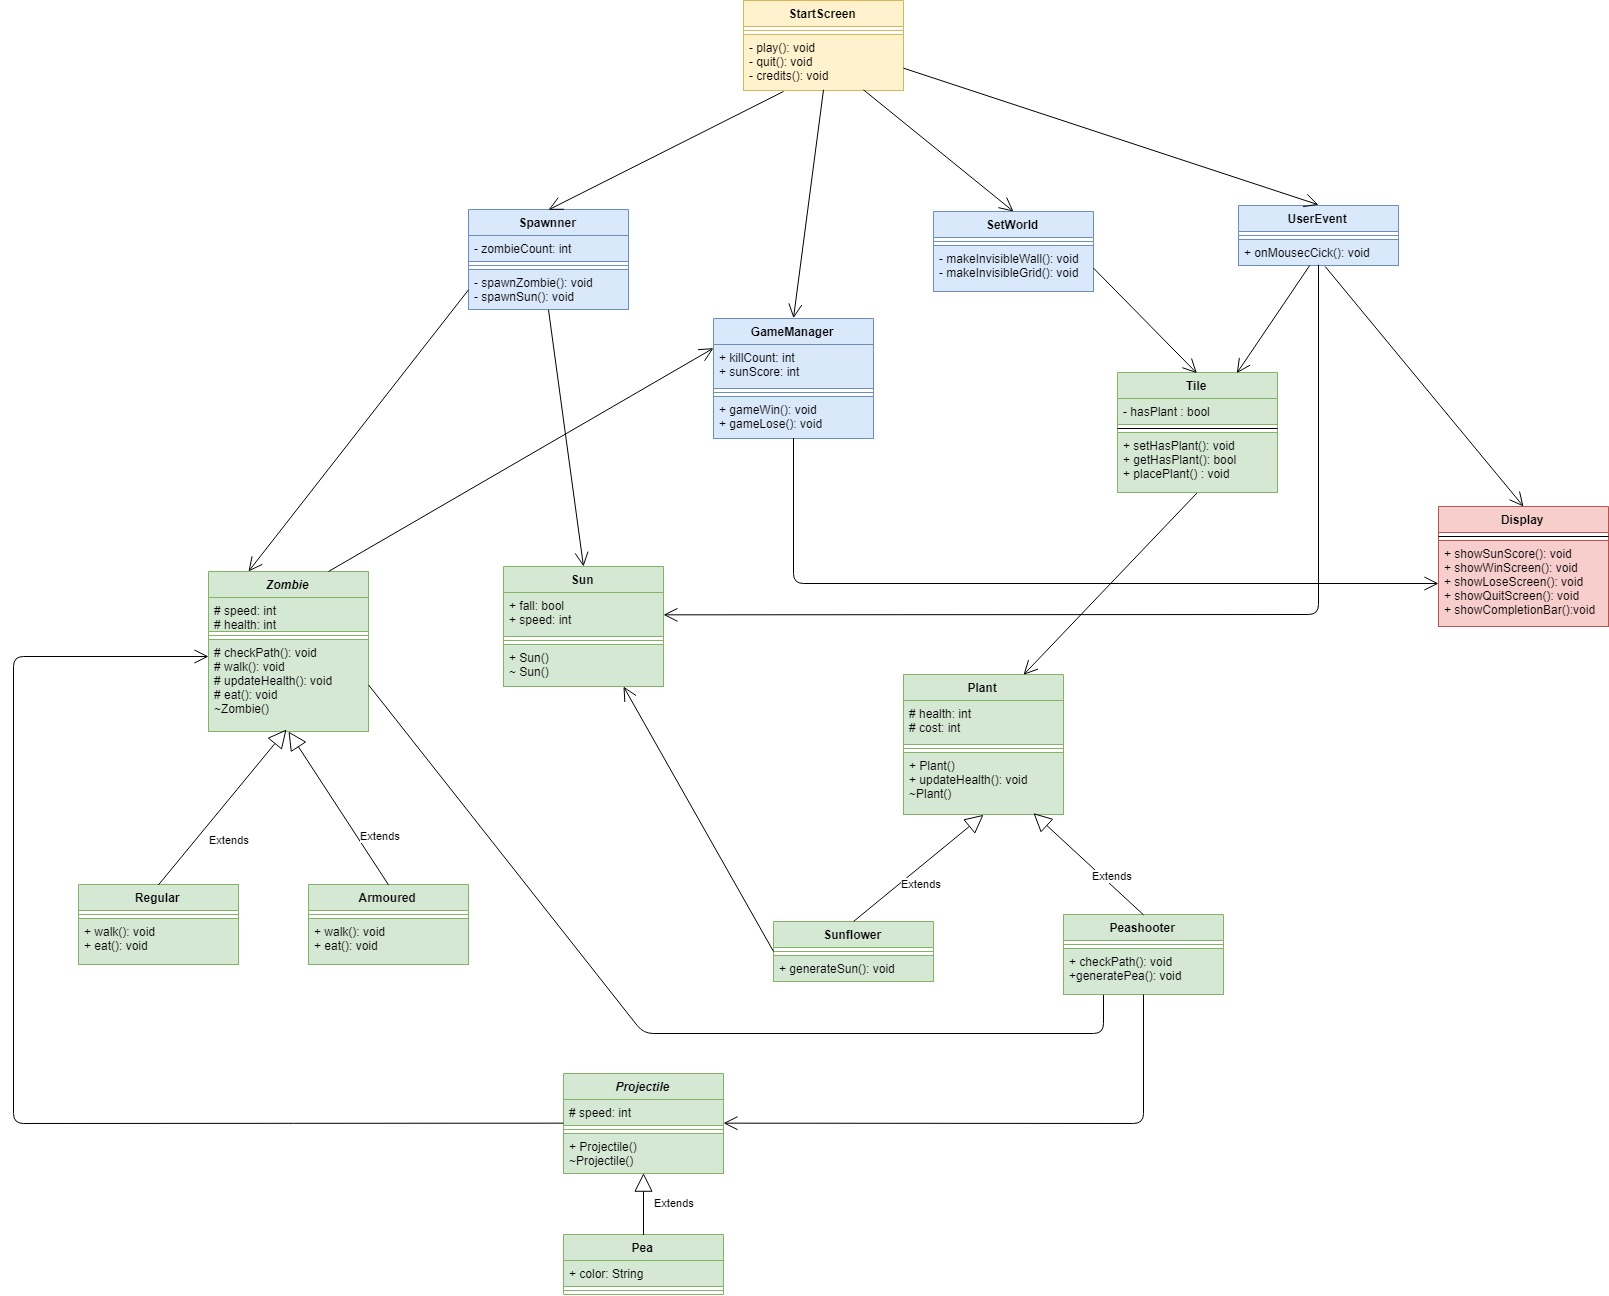 StartScreen
- play(): void
- quit(): void
- credits(): void
Spawnner
- zombieCount: int
- spawnZombie(): void
- spawnSun(): void
SetWorld
- makeInvisibleWall(): void
- makeInvisibleGrid(): void
UserEvent
+ onMousecCick(): void
GameManager
+ killCount: int
+ sunScore: int
+ gameWin(): void
+ gameLose(): void
Tile
- hasPlant : bool
+ setHasPlant(): void
+ getHasPlant(): bool
+ placePlant() : void
Display
+ showSunScore(): void
+ showWinScreen(): void
+ showLoseScreen(): void
+ showQuitScreen(): void
+ showCompletionBar():void
Zombie
# speed: int
# health: int
# checkPath(): void
# walk(): void
# updateHealth(): void
# eat(): void
~Zombie()
Sun
+ fall: bool
+ speed: int
+ Sun()
~ Sun()
Plant
# health: int
# cost: int
+ Plant()
+ updateHealth(): void
~Plant()
Extends
Extends
Extends
Extends
Regular
+ walk(): void
+ eat(): void
Armoured
+ walk(): void
+ eat(): void
Sunflower
+ generateSun(): void
Peashooter
+ checkPath(): void
+generatePea(): void
Projectile
# speed: int
+ Projectile()
~Projectile()
Extends
Pea
+ color: String